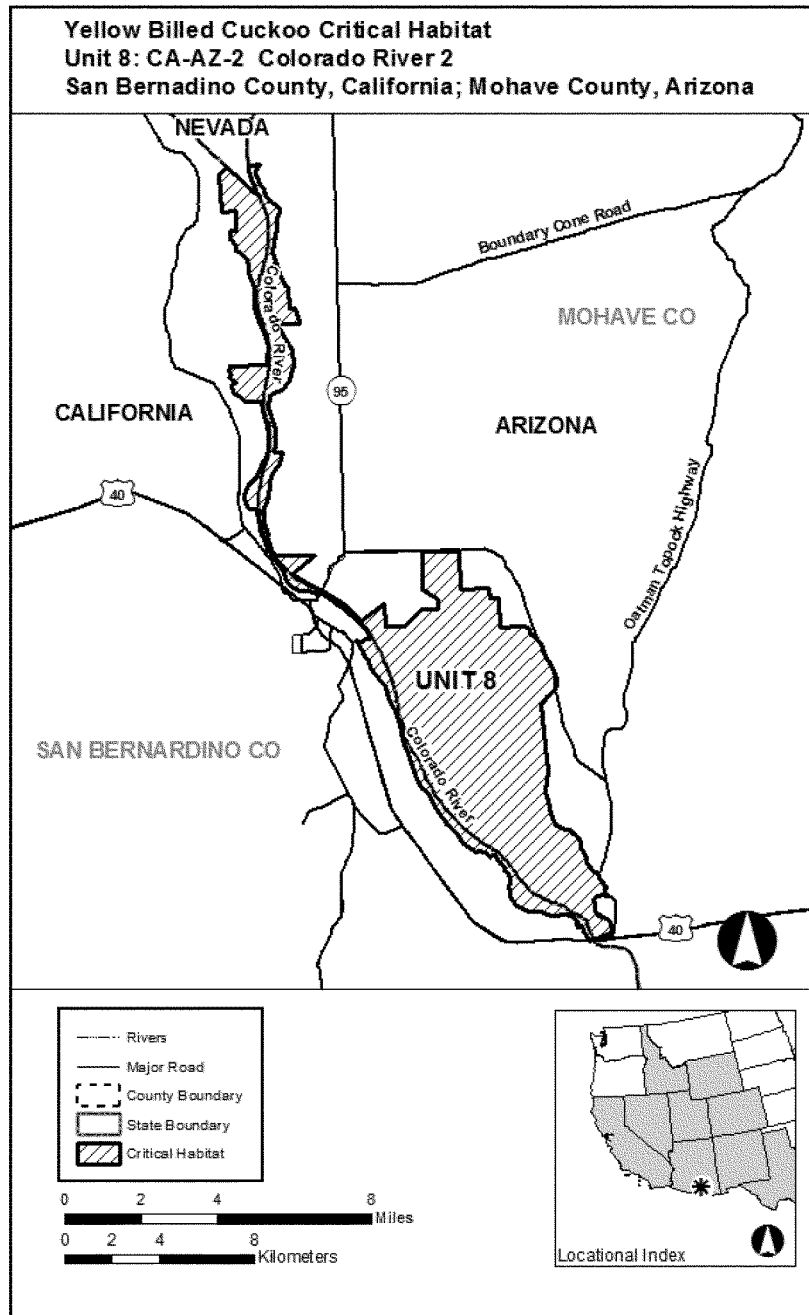 Yellow Billed Cuckoo Critical Habitat
Unit 8: CA-AZ-2 Colorado River 2
San Bernadino County, California; Mohave County, Arizona
NEVADA
Boundary Cone Road
Colorado River
MOHAVE CO
95
CALIFORNIA
ARIZONA
40
Oatman Topock Highway
UNIT 8
SAN BERNARDINO CO
Colorado River
40
Rivers
Major Road
County Boundary
State Boundary
Critical Habitat
0 2 4 8
Miles
0 2 4 8
Kilometers
Locational Index